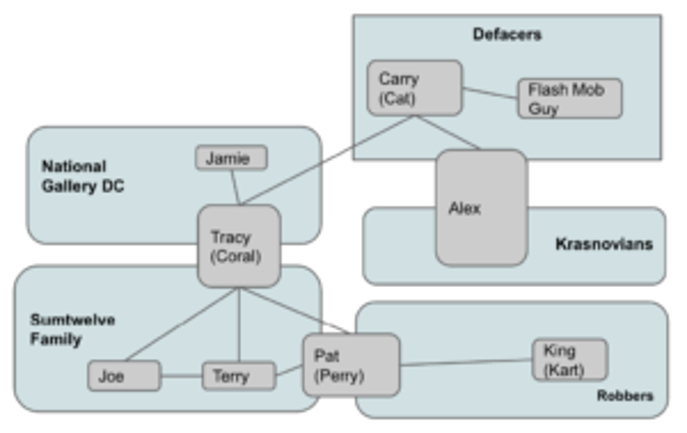 Defacers
Carry
(Cat)
Flash Mob
Guy
National
Gallery DC
Jamie
Tracy
(Coral)
Alex
Krasnovians
Sumtwelve
Family
Joe
Terry
Pat
(Perry)
King
(Kart)
Robbers